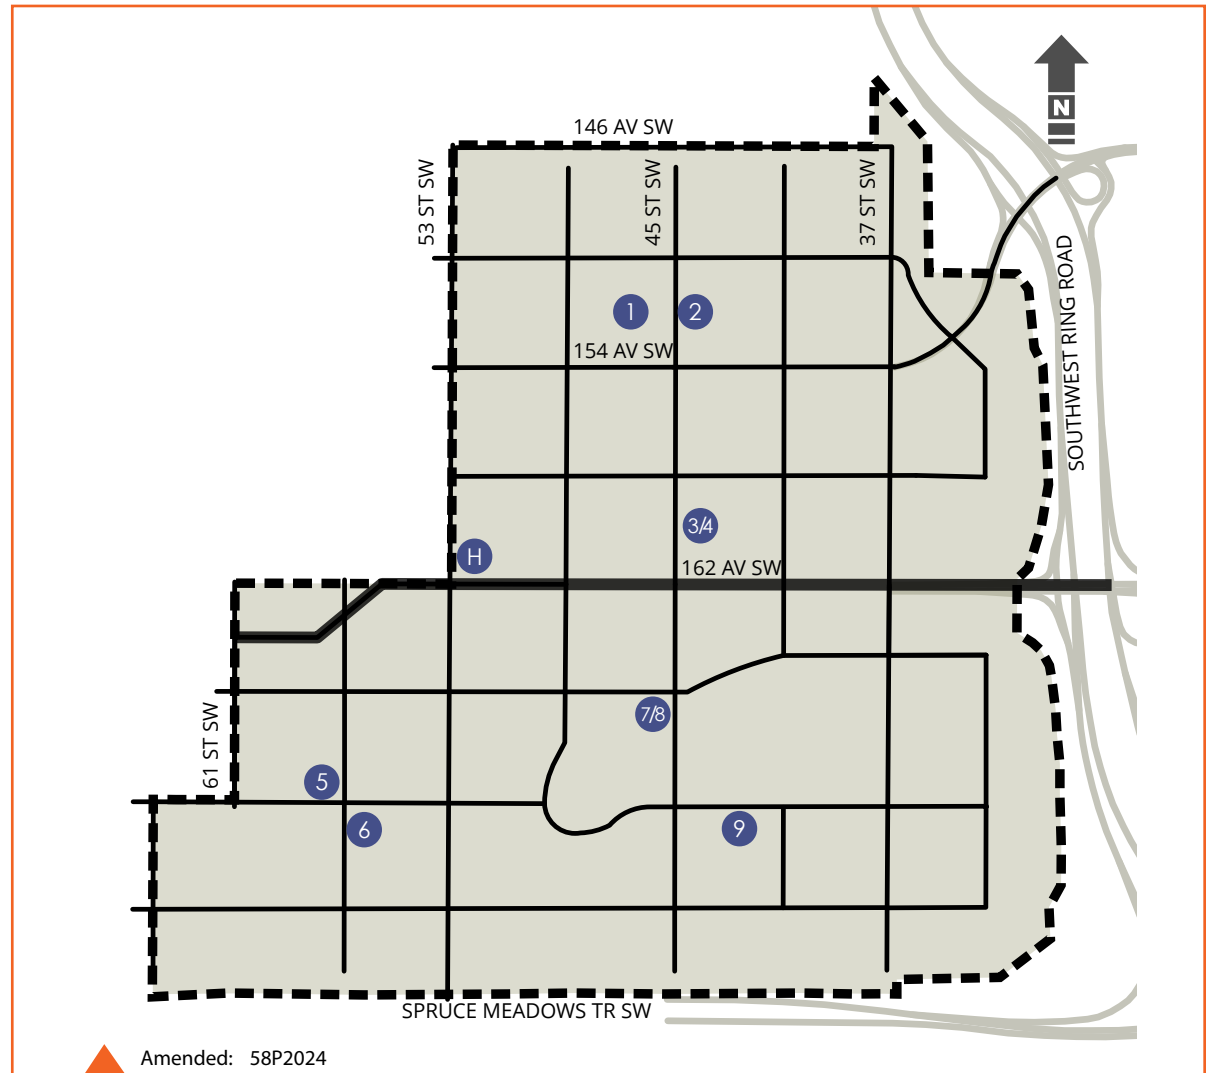 N
146 AV SW
53 ST SW
45 ST SW
37 ST SW
SOUTHWEST RING ROAD
1
2
154 AV SW
3/4
H
162 AV SW
61 ST SW
7/8
5
6
9
SPRUCE MEADOWS TR SW
Amended: 58P2024